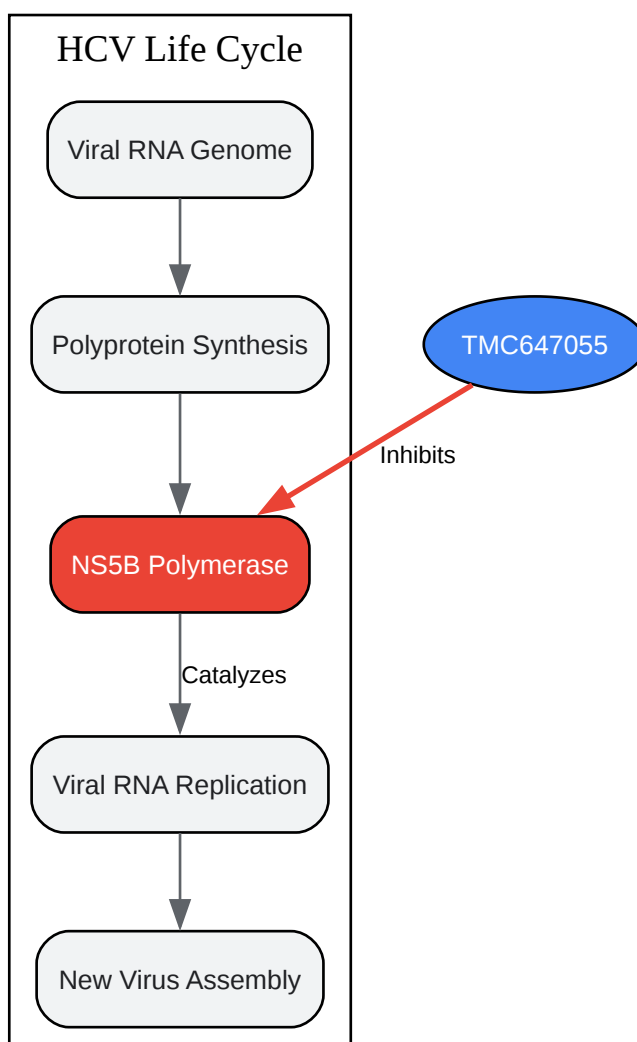 HCV Life Cycle
Viral RNA Genome
Polyprotein Synthesis
TMC647055
Inhibits
NS5B Polymerase
Catalyzes
Viral RNA Replication
New Virus Assembly